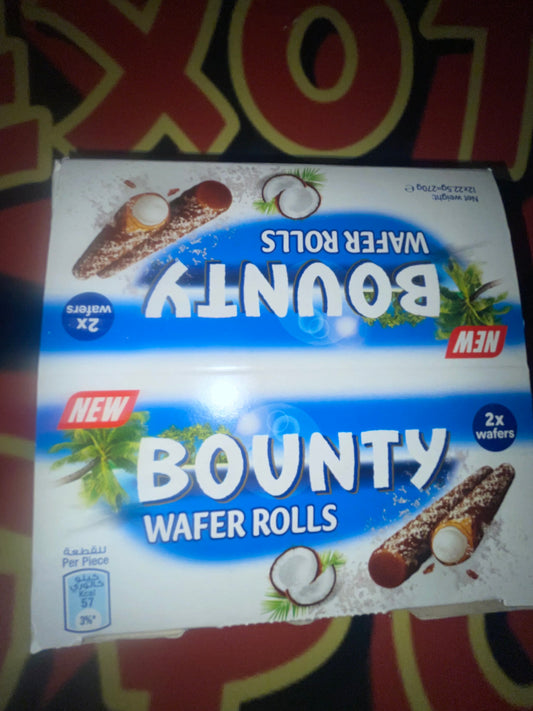 Net weight:
12x22.5g=270g e
WAFER ROLLS
BOUNTY
2x
wafers
NEW
NEW
BOUNTY
WAFER ROLLS
2x
wafers
للقطعة
Per Piece
كيلو
كالوري
Kcal
57
3%*